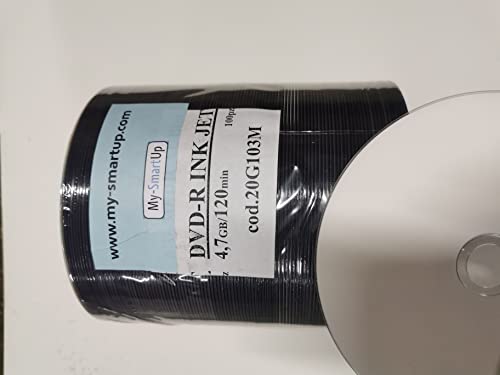 www.my-smartup.com
My-SmartUp
DVD-R INK JET
100pz
4,7GB/120min
cod.20G103M